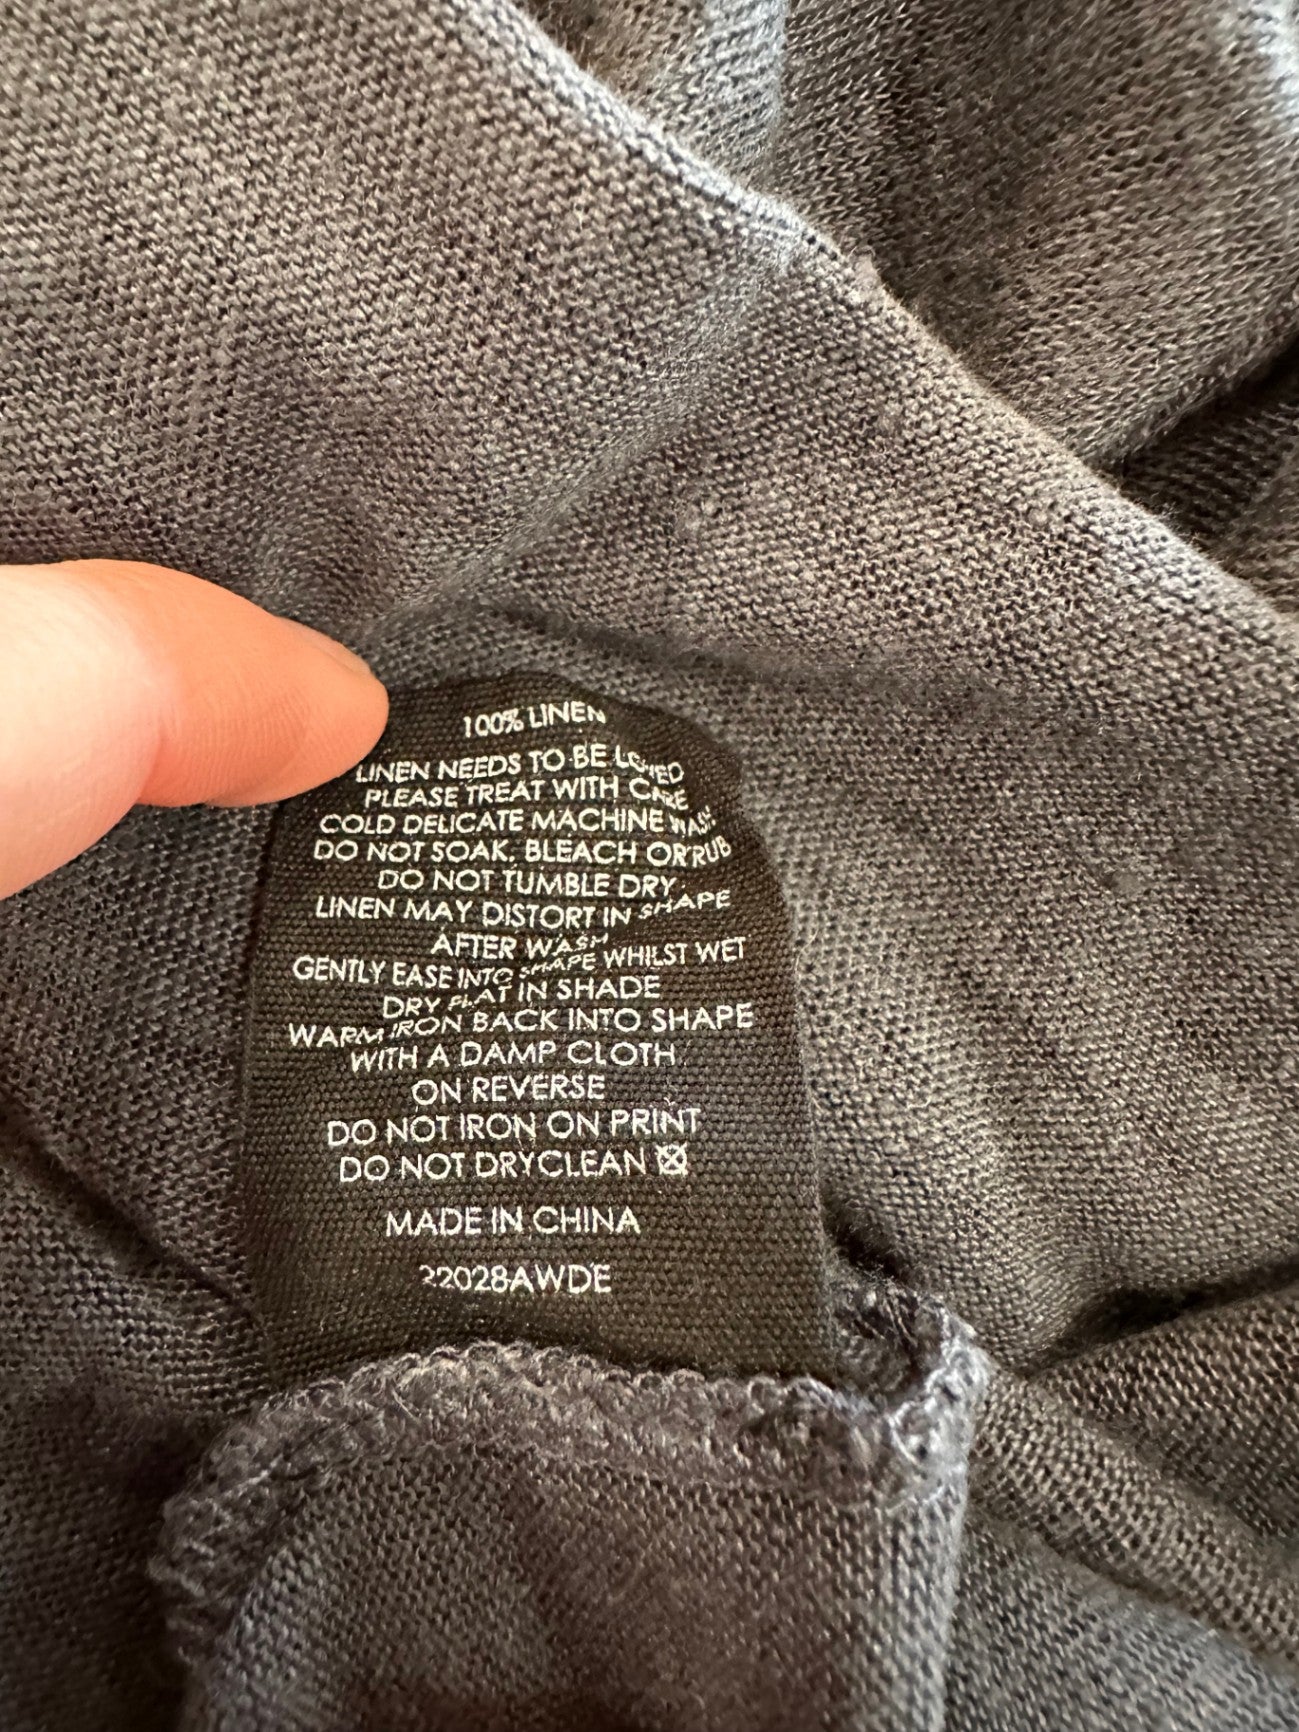 100% LINEN
LINEN NEEDS TO BE LOVED
PLEASE TREAT WITH CARE
COLD DELICATE MACHINE WASH
DO NOT SOAK, BLEACH OR RUB
DO NOT TUMBLE DRY
LINEN MAY DISTORT IN SHAPE
AFTER WASH
GENTLY EASE INTO SHAPE WHILST WET
DRY FLAT IN SHADE
WARM IRON BACK INTO SHAPE
WITH A DAMP CLOTH
ON REVERSE
DO NOT IRON ON PRINT
DO NOT DRYCLEAN
MADE IN CHINA
22028AWDE